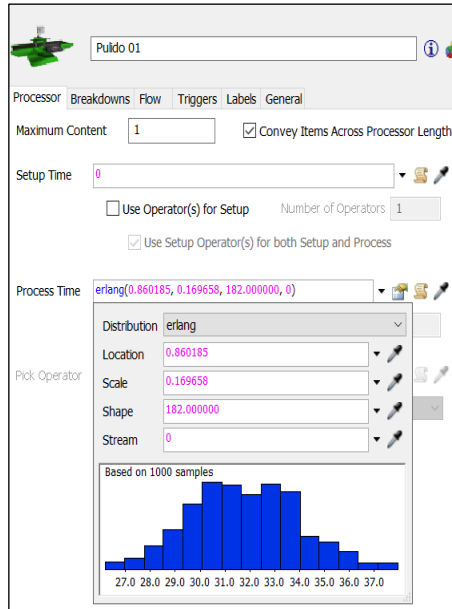 Pulido 01
Processor Breakdowns Flow Triggers Labels General
Maximum Content 1 Convey Items Across Processor Length
Setup Time 0
Use Operator(s) for Setup Number of Operators 1
Use Setup Operator(s) for both Setup and Process
Process Time erlang(0.860185, 0.169658, 182.000000, 0)
Distribution erlang
Location 0.860185
Pick Operator
Scale 0.169658
Shape 182.000000
Stream 0
Based on 1000 samples
27.0 28.0 29.0 30.0 31.0 32.0 33.0 34.0 35.0 36.0 37.0